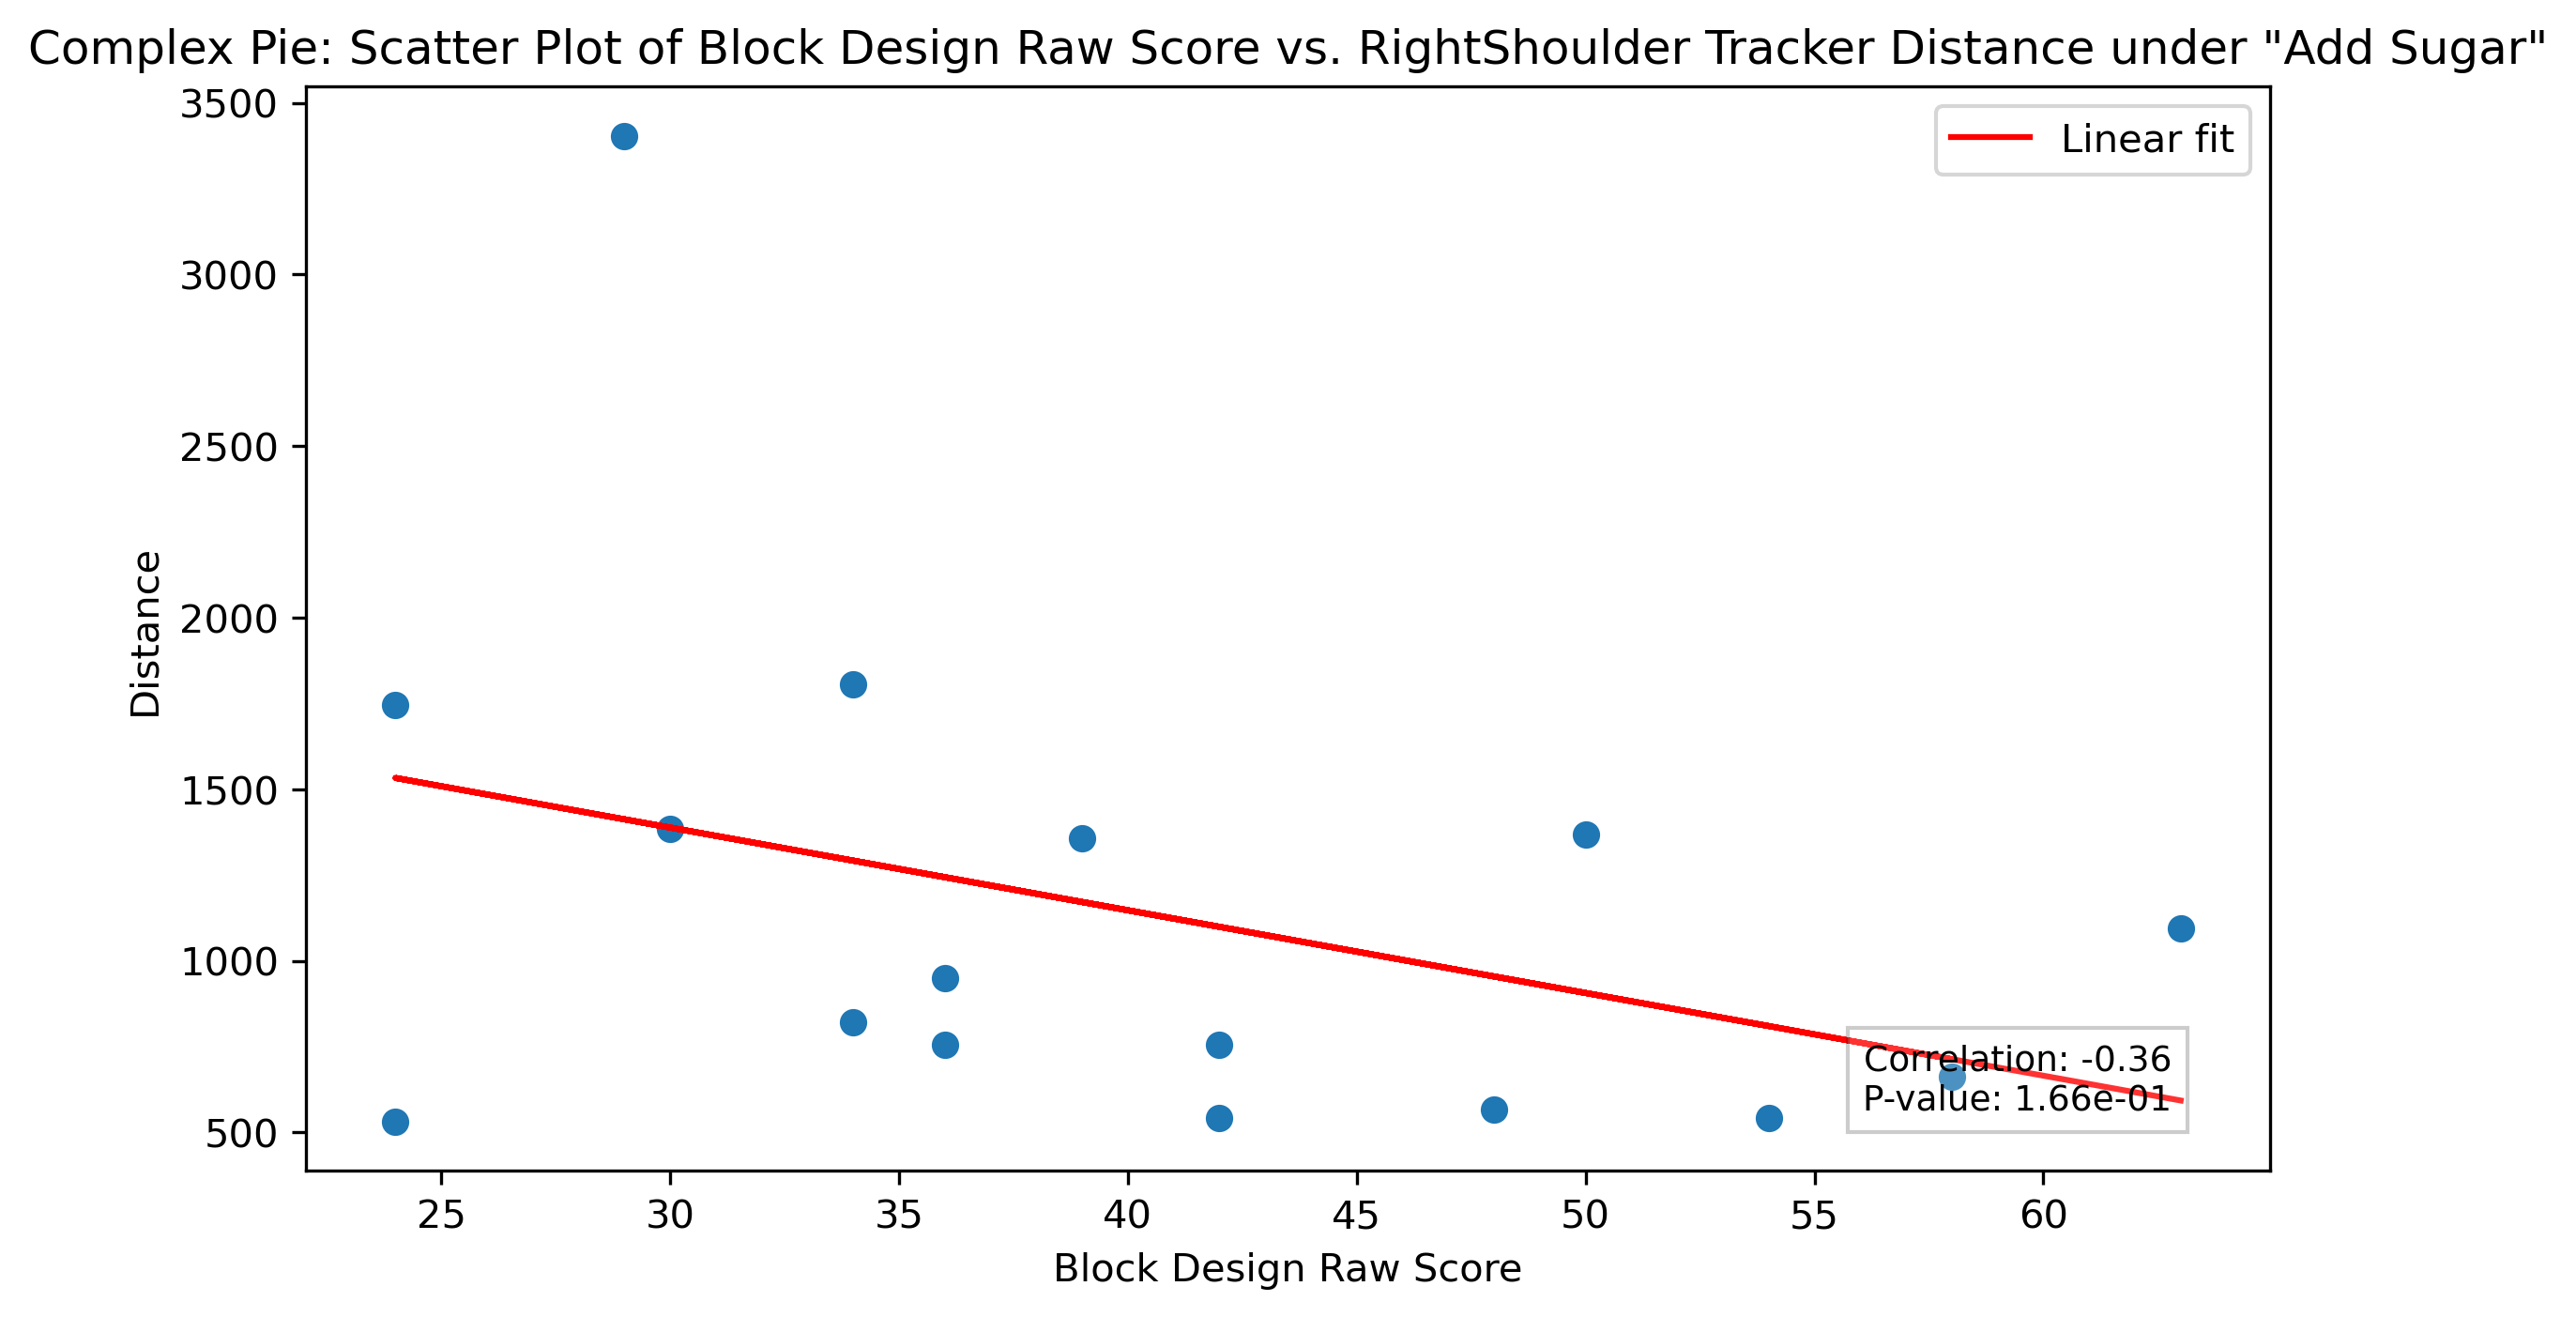 Complex Pie: Scatter Plot of Block Design Raw Score vs. RightShoulder Tracker Distance under "Add Sugar"
Linear fit
3500
3000
2500
2000
1500
1000
500
Distance
Correlation: -0.36
P-value: 1.66e-01
25 30 35 40 45 50 55 60
Block Design Raw Score